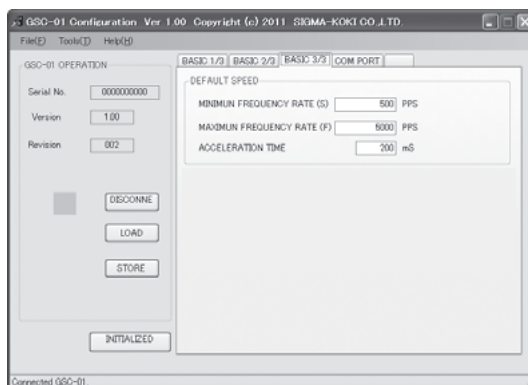 GSC-01 Configuration Ver 1.00 Copyright (c) 2011 SIGMA-KOKI CO.,LTD.
File(F) Tools(T) Help(H)
GSC-01 OPERATION
Serial No. 0000000000
Version 1.00
Revision 002
DISCONNE
LOAD
STORE
INITIALIZED
BASIC 1/3 BASIC 2/3 BASIC 3/3 COM PORT
DEFAULT SPEED
MINIMUN FREQUENCY RATE (S) 500 PPS
MAXIMUN FREQUENCY RATE (F) 5000 PPS
ACCELERATION TIME 200 mS
Connected GSC-01